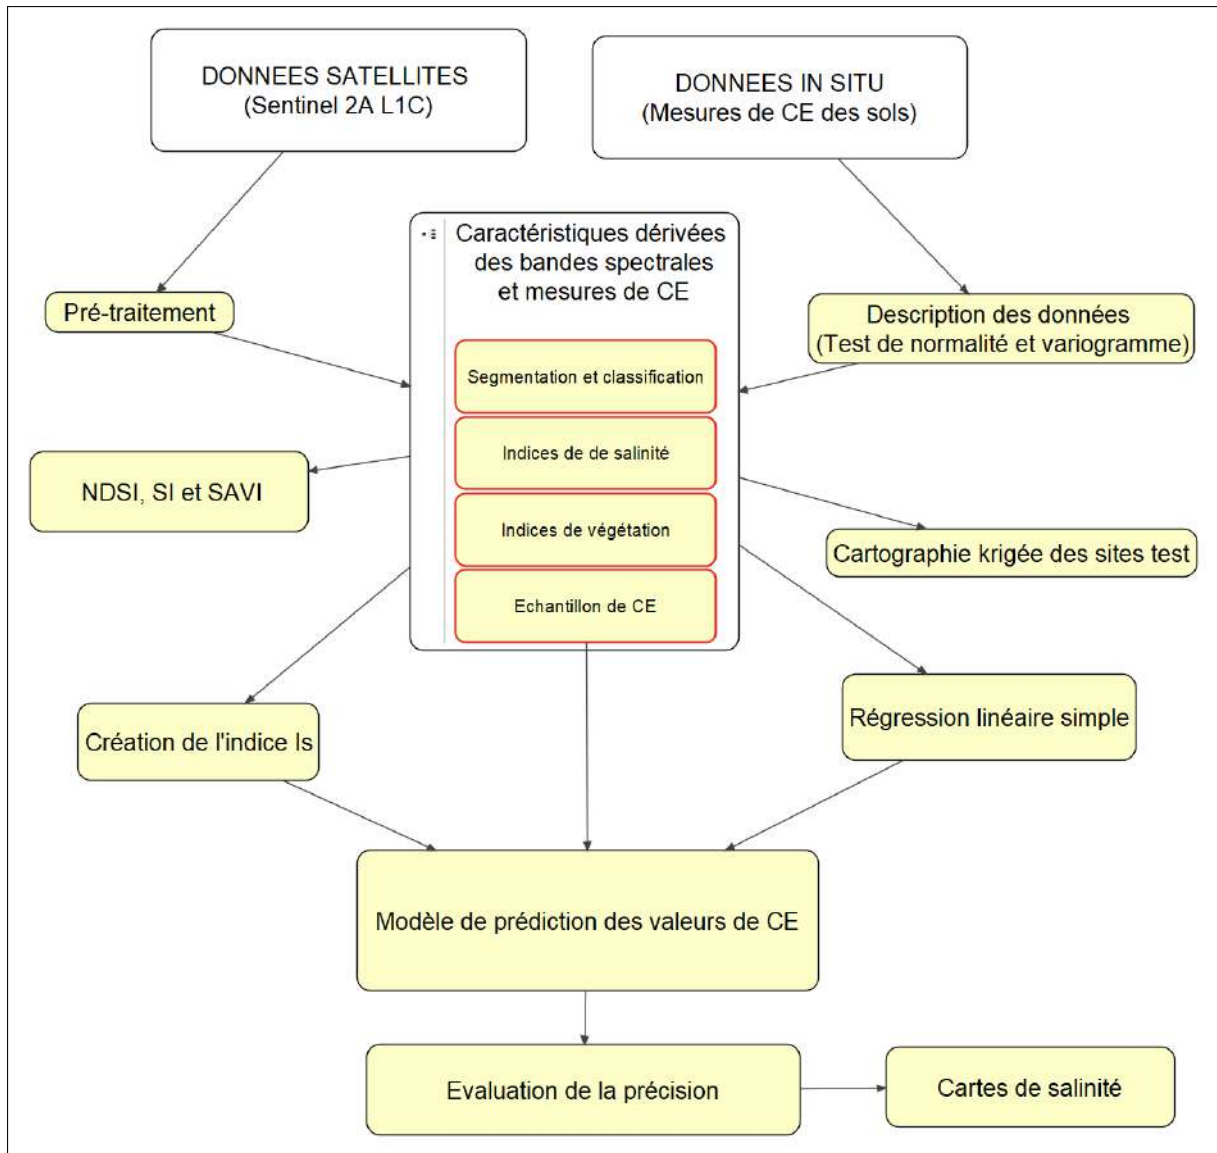 DONNEES SATELLITES
(Sentinel 2A L1C)
DONNEES IN SITU
(Mesures de CE des sols)
Caractéristiques dérivées
des bandes spectrales
et mesures de CE
Pré-traitement
Description des données
(Test de normalité et variogramme)
Segmentation et classification
Indices de de salinité
NDSI, SI et SAVI
Indices de végétation
Cartographie krigée des sites test
Echantillon de CE
Création de l'indice Is
Régression linéaire simple
Modèle de prédiction des valeurs de CE
Evaluation de la précision
Cartes de salinité